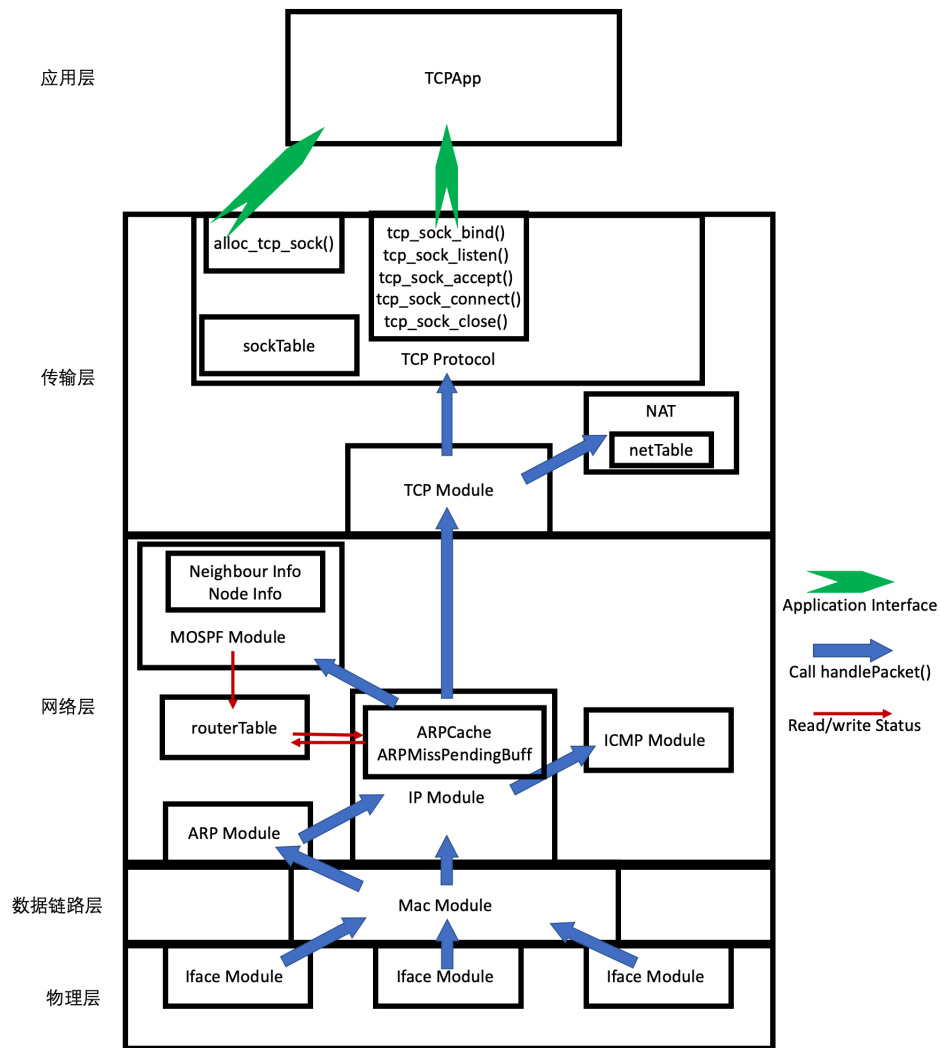 应用层
TCPApp
alloc_tcp_sock()
tcp_sock_bind()
tcp_sock_listen()
tcp_sock_accept()
tcp_sock_connect()
tcp_sock_close()
sockTable
TCP Protocol
传输层
NAT
netTable
TCP Module
Neighbour Info
Node Info
MOSPF Module
网络层
routerTable
ARPCache
ARPMissPendingBuff
IP Module
ICMP Module
ARP Module
Application Interface
Call handlePacket()
Read/write Status
数据链路层
Mac Module
物理层
Iface Module
Iface Module
Iface Module